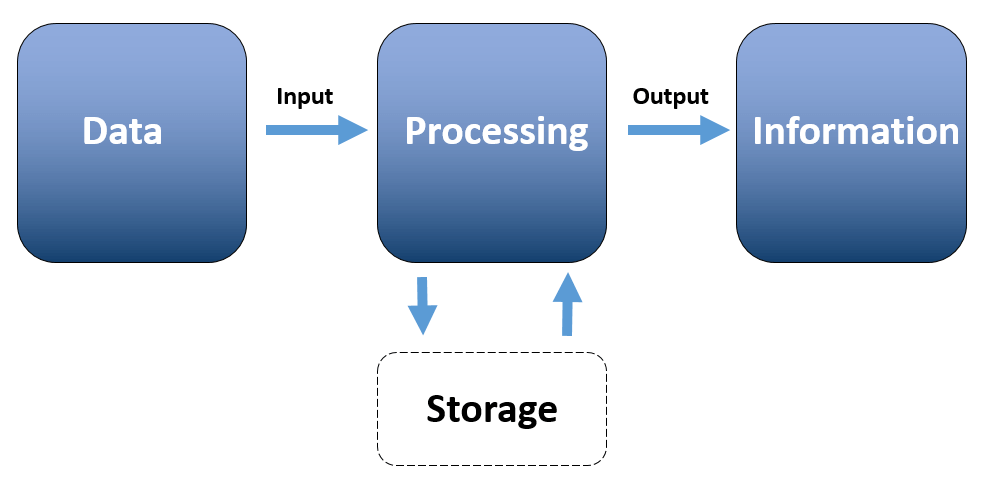 Data
Input
Processing
Output
Information
Storage